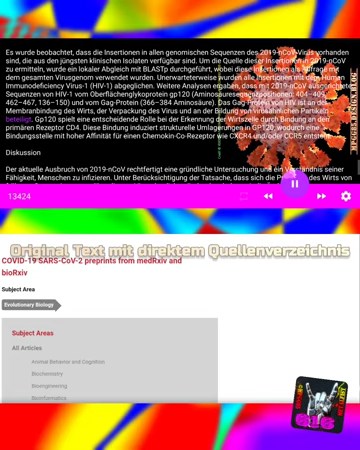 Es wurde beobachtet, dass die Insertionen in allen genomischen Sequenzen des 2019-nCoV-Virus vorhanden
sind, die aus den jüngsten klinischen Isolaten verfügbar sind. Um die Quelle dieser Insertionen in 2019-nCoV
zu ermitteln, wurde ein lokaler Abgleich mit BLASTp durchgeführt, wobei diese Insertionen als Abfrage mit
dem gesamten Virusgenom verwendet wurden. Unerwarteterweise wurden alle Insertionen mit dem Human
Immunodeficiency Virus-1 (HIV-1) abgeglichen. Weitere Analysen ergaben, dass mit 2019-nCoV ausgerichtete
Sequenzen von HIV-1 vom Oberflächenglykoprotein gp120 (Aminosäuresequenzpositionen: 404–409,
462–467, 136–150) und vom Gag-Protein (366–384 Aminosäure). Das Gag-Protein von HIV ist an der
Membranbindung des Wirts, der Verpackung des Virus und an der Bildung von virusähnlichen Partikeln
beteiligt. Gp120 spielt eine entscheidende Rolle bei der Erkennung der Wirtszelle durch Bindung an den
primären Rezeptor CD4. Diese Bindung induziert strukturelle Umlagerungen in GP120, wodurch eine
Bindungsstelle mit hoher Affinität für einen Chemokin-Co-Rezeptor wie CXCR4 und/oder CCR5 entsteht.
Diskussion
Der aktuelle Ausbruch von 2019-nCoV rechtfertigt eine gründliche Untersuchung und ein Verständnis seiner
Fähigkeit, Menschen zu infizieren. Unter Berücksichtigung der Tatsache, dass sich die des Wirts von
13424
Original Text mit direktem Quellenverzeichnis
COVID-19 SARS-CoV-2 preprints from medRxiv and
bioRxiv
Subject Area
Evolutionary Biology
Subject Areas
All Articles
Animal Behavior and Cognition
Biochemistry
Bioengineering
Bioinformatics